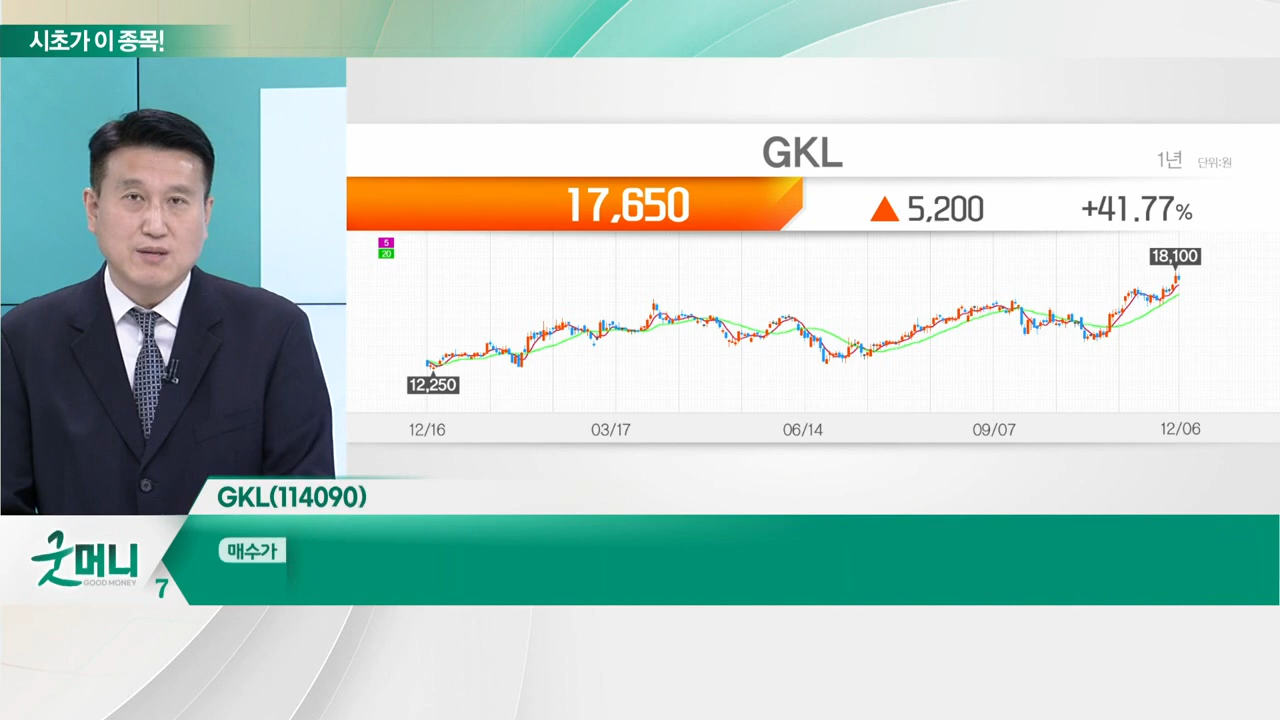 시초가 이 종목!
GKL
1년 단위:원
17,650 ▲ 5,200 +41.77%
5
20
18,100
12,250
12/16 03/17 06/14 09/07 12/06
GKL(114090)
매수가
굿머니
GOOD MONEY
7